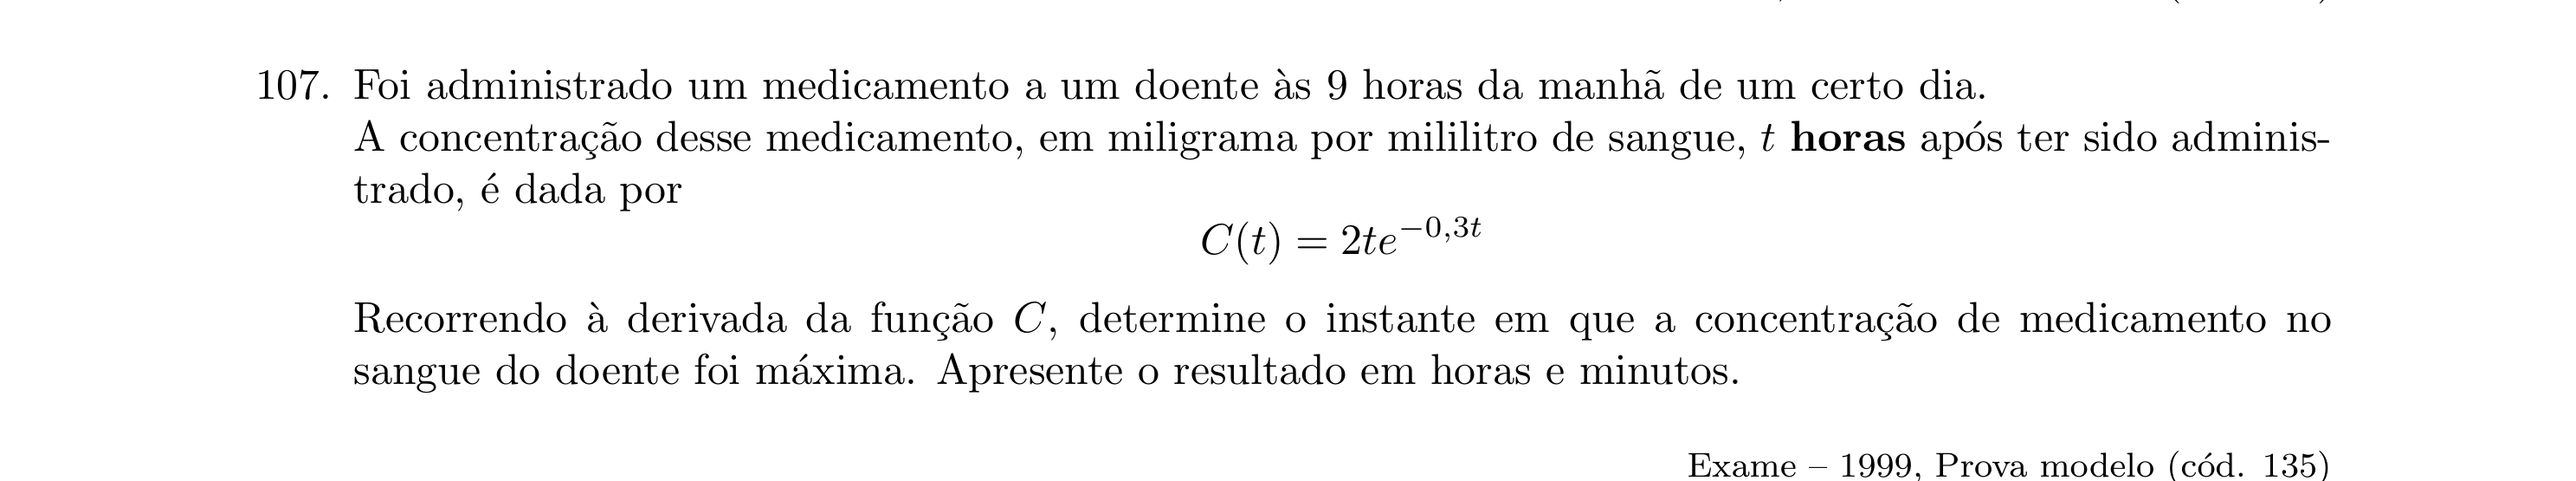 107. Foi administrado um medicamento a um doente às 9 horas da manhã de um certo dia.
A concentração desse medicamento, em miligrama por mililitro de sangue, t horas após ter sido adminis-
trado, é dada por
C(t) = 2te^{-0,3t}
Recorrendo à derivada da função C, determine o instante em que a concentração de medicamento no
sangue do doente foi máxima. Apresente o resultado em horas e minutos.
Exame – 1999, Prova modelo (cód. 135)